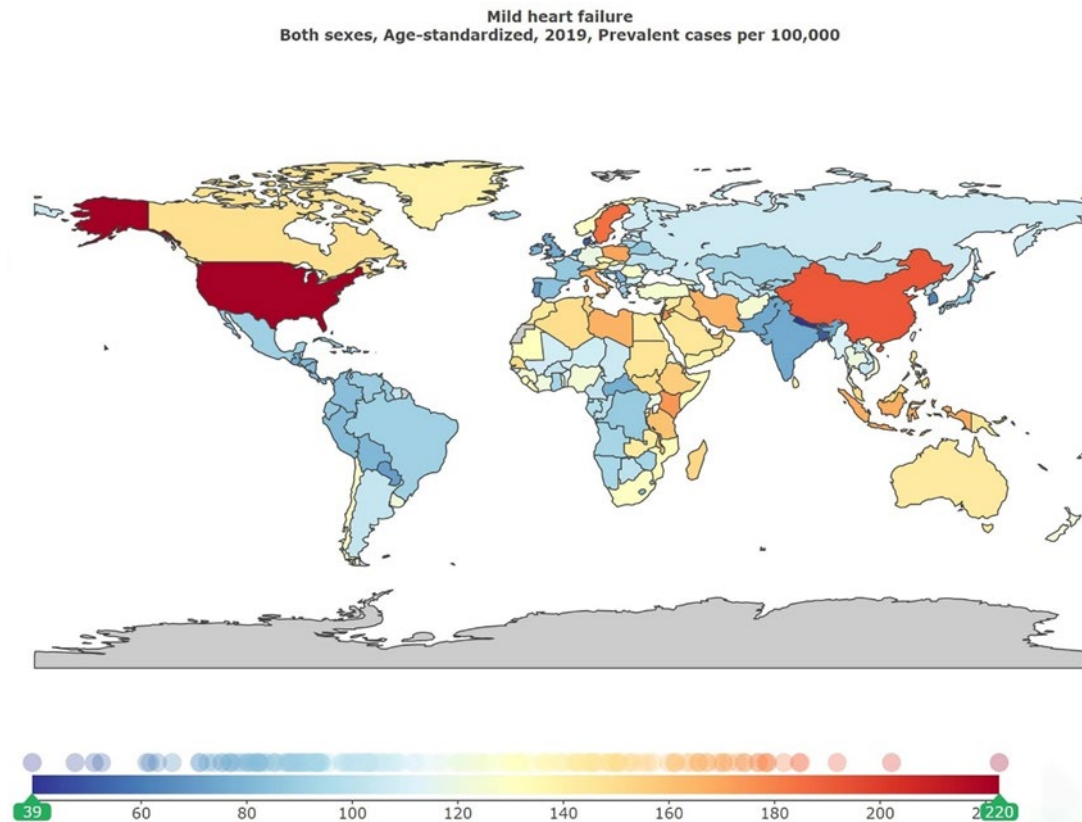 Mild heart failure
Both sexes, Age-standardized, 2019, Prevalent cases per 100,000
39 60 80 100 120 140 160 180 200 220